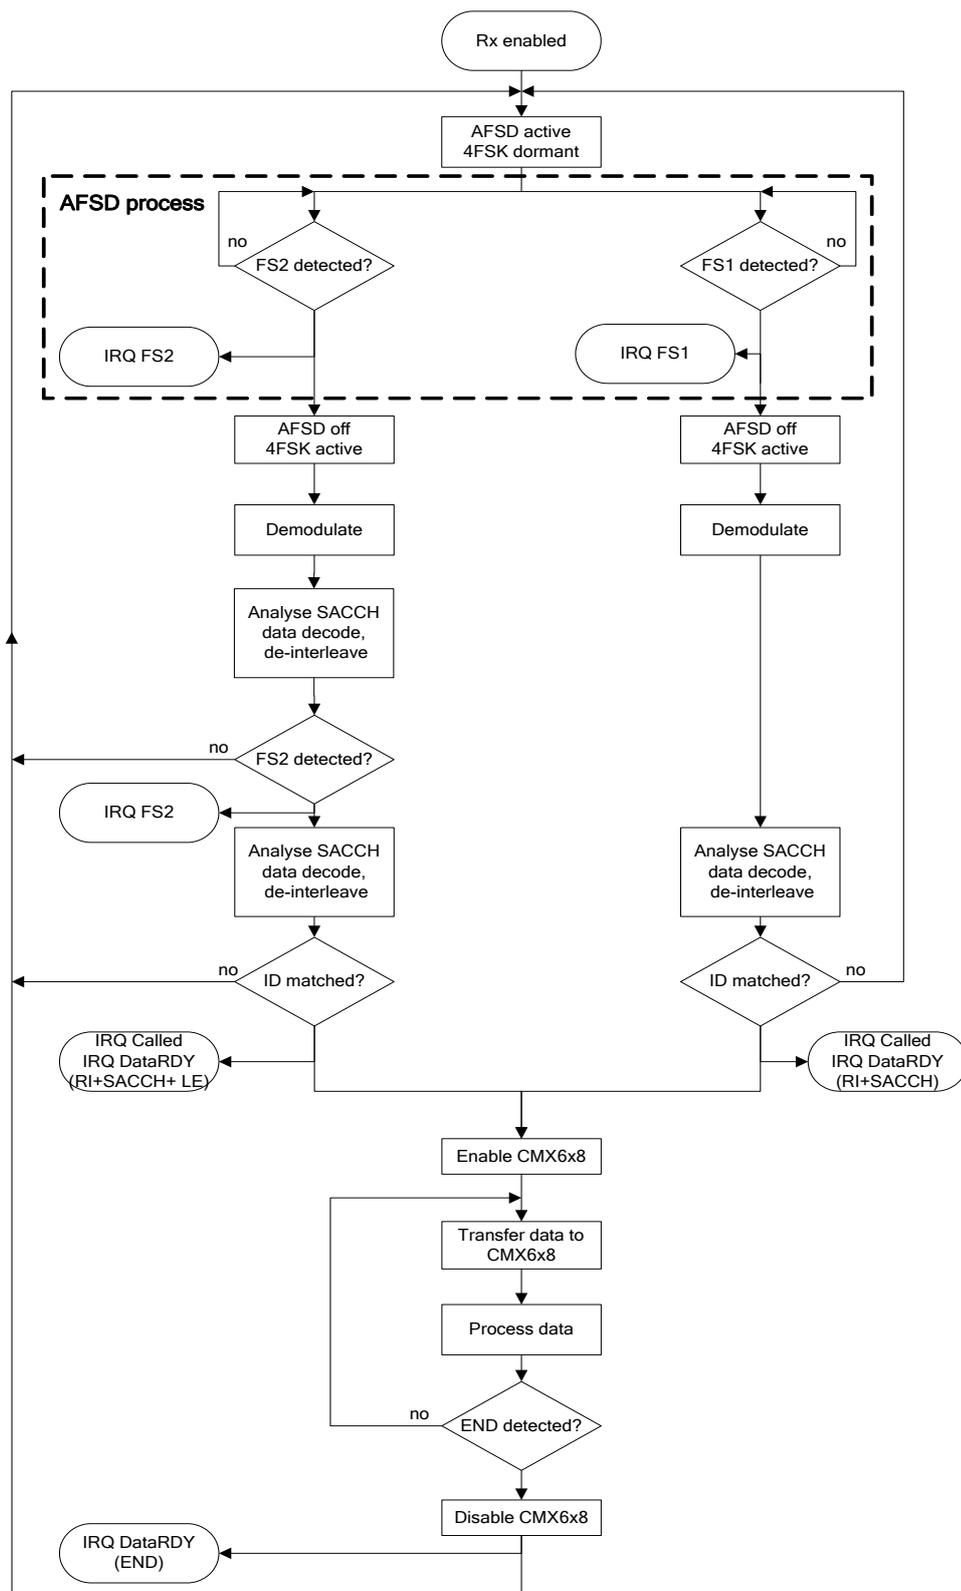 Rx enabled
AFSD active
4FSK dormant
AFSD process
no
no
FS2 detected?
FS1 detected?
IRQ FS2
IRQ FS1
AFSD off
4FSK active
AFSD off
4FSK active
Demodulate
Demodulate
Analyse SACCH
data decode,
de-interleave
no
FS2 detected?
IRQ FS2
Analyse SACCH
data decode,
de-interleave
Analyse SACCH
data decode,
de-interleave
no
ID matched?
ID matched?
no
IRQ Called
IRQ DataRDY
(RI+SACCH+ LE)
IRQ Called
IRQ DataRDY
(RI+SACCH)
Enable CMX6x8
Transfer data to
CMX6x8
Process data
no
END detected?
Disable CMX6x8
IRQ DataRDY
(END)